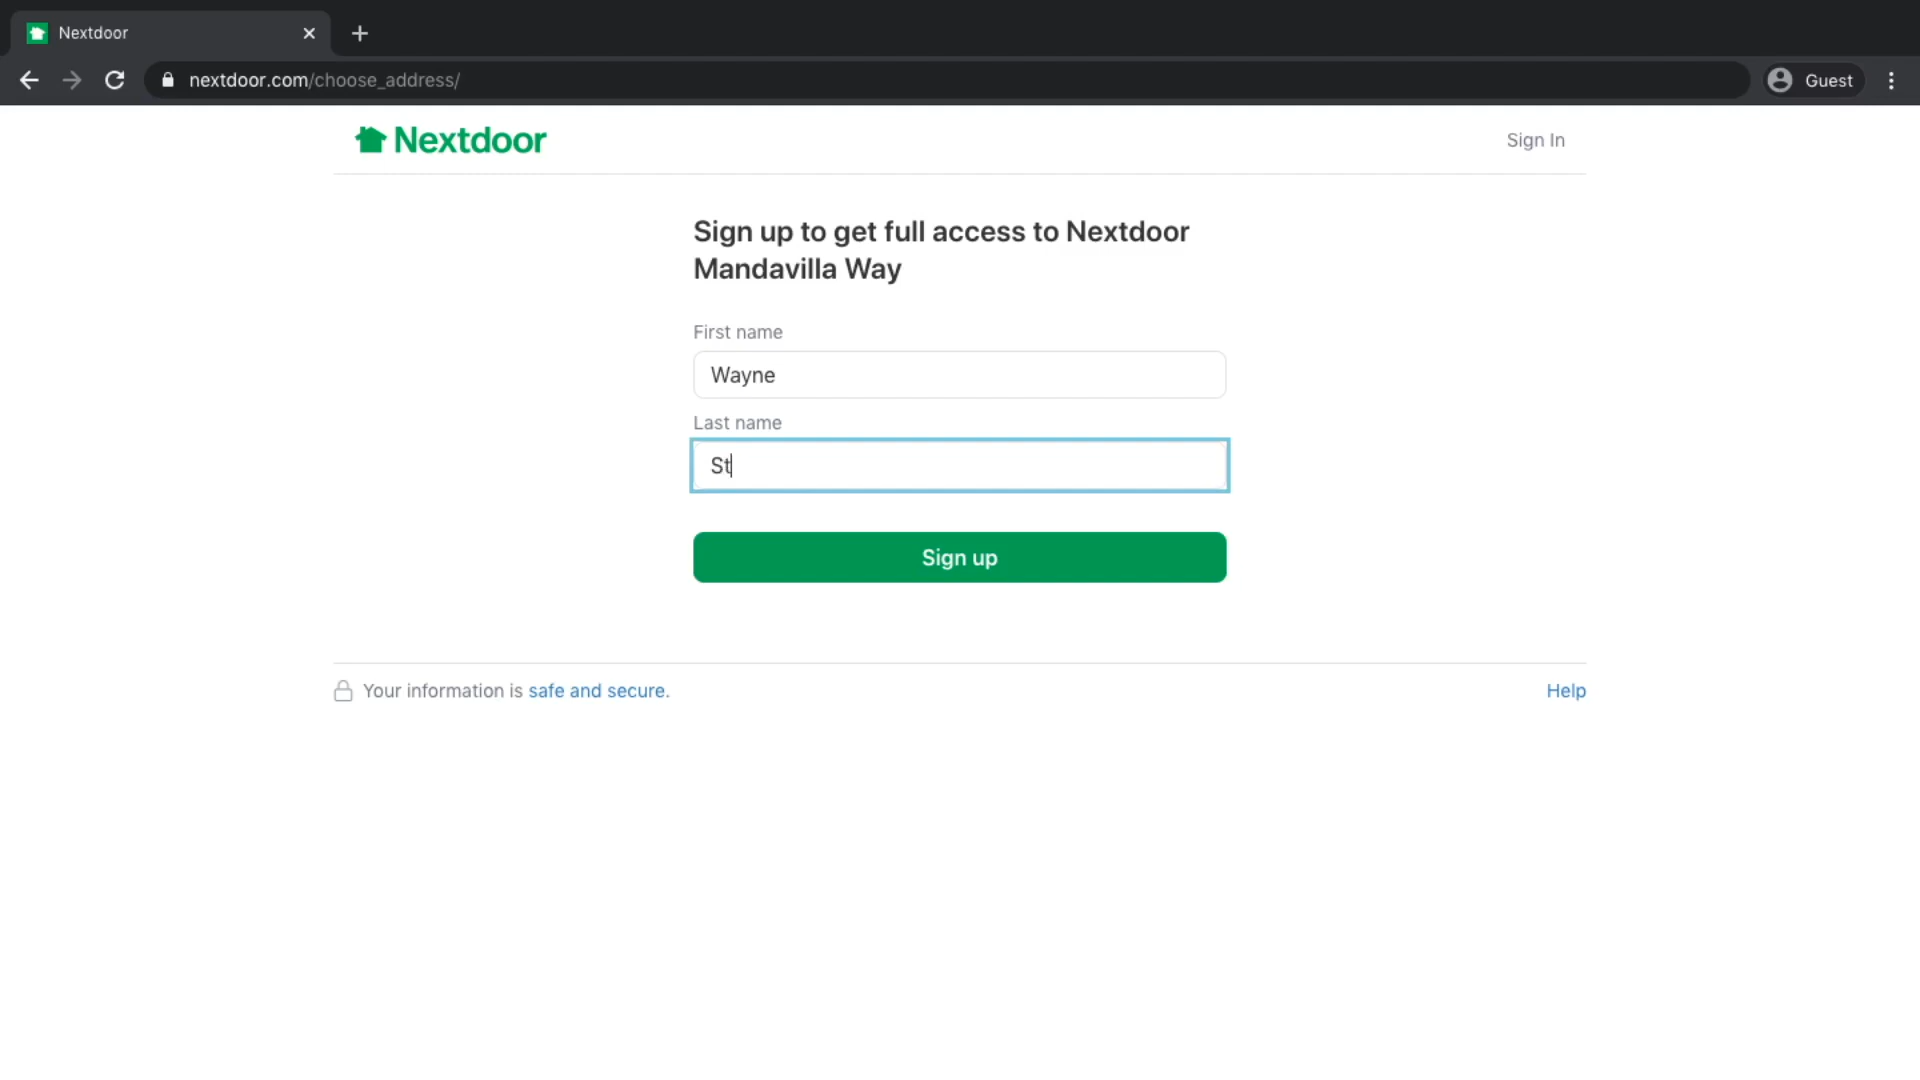 Nextdoor
nextdoor.com/choose_address/
Guest
Nextdoor
Sign In
Sign up to get full access to Nextdoor
Mandavilla Way
First name
Wayne
Last name
St
Sign up
Your information is safe and secure.
Help